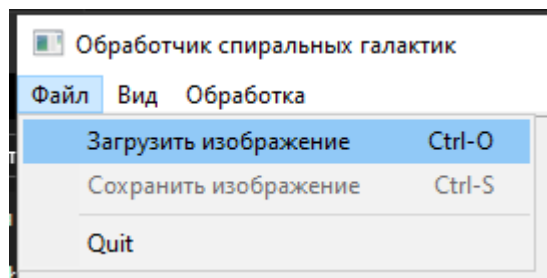 Обработчик спиральных галактик
Файл Вид Обработка
Загрузить изображение Ctrl-O
Сохранить изображение Ctrl-S
Quit